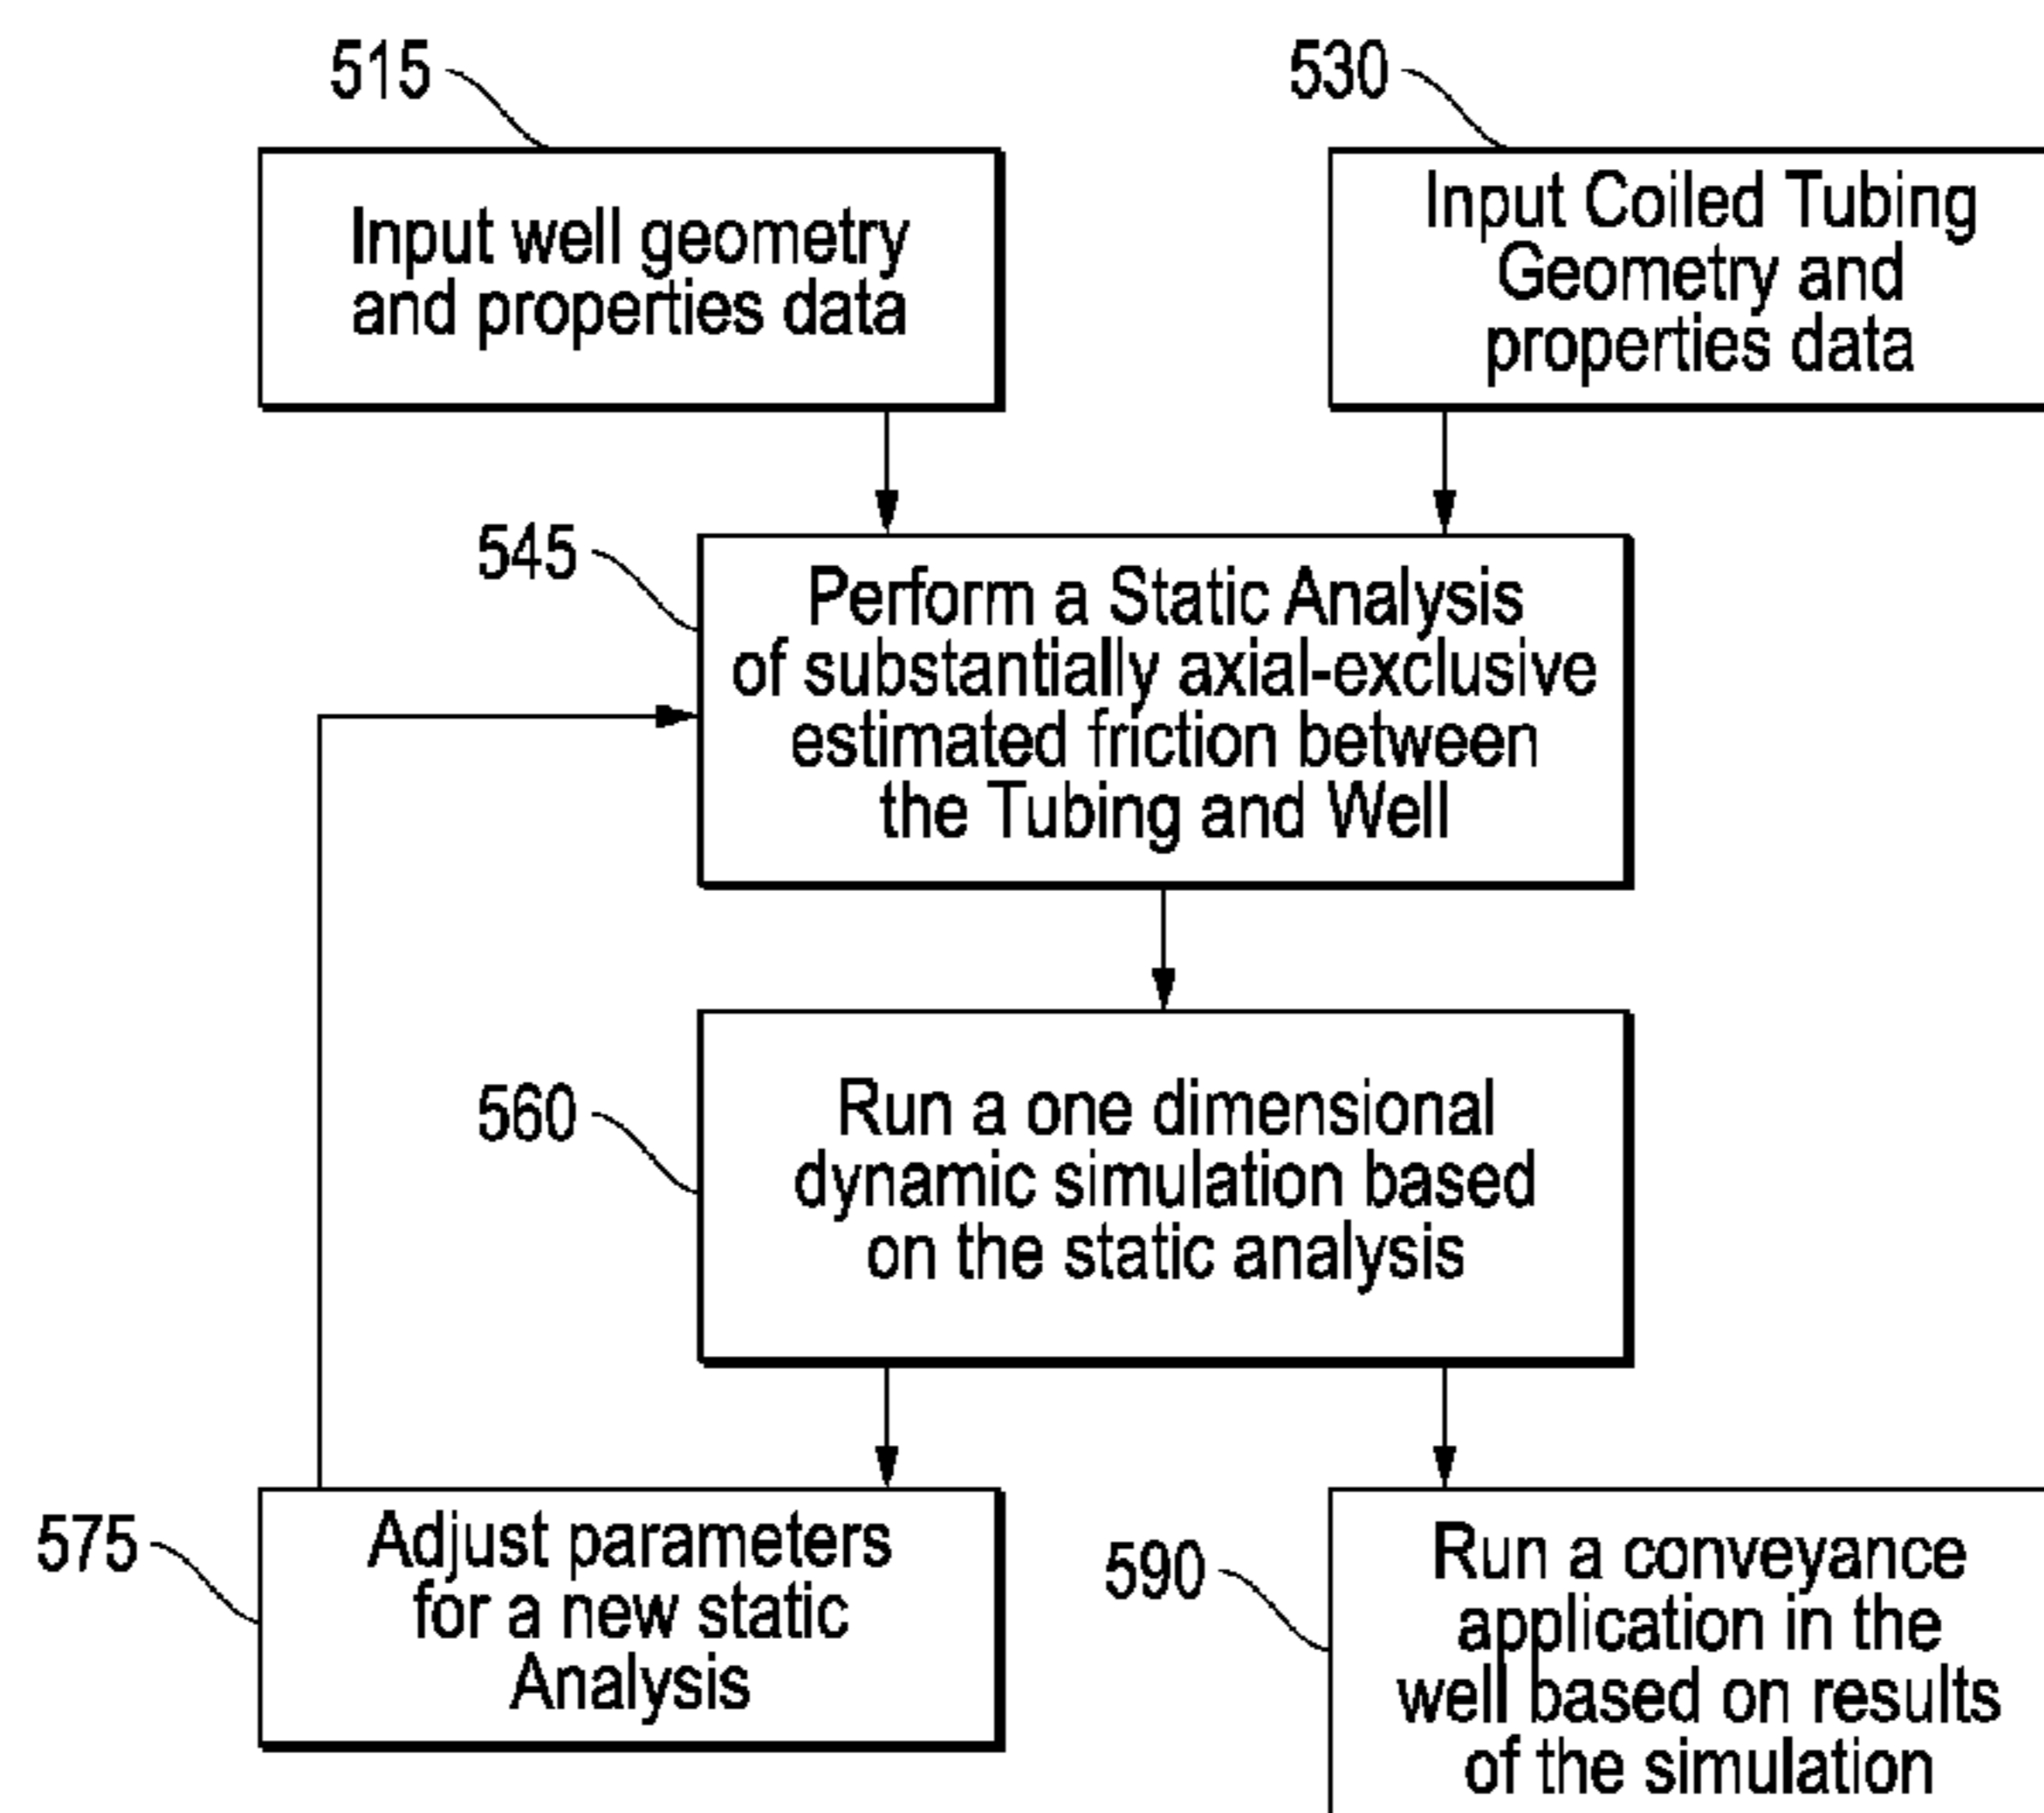 515
530
Input well geometry
and properties data
Input Coiled Tubing
Geometry and
properties data
545
Perform a Static Analysis
of substantially axial-exclusive
estimated friction between
the Tubing and Well
560
Run a one dimensional
dynamic simulation based
on the static analysis
575
Adjust parameters
for a new static
Analysis
590
Run a conveyance
application in the
well based on results
of the simulation